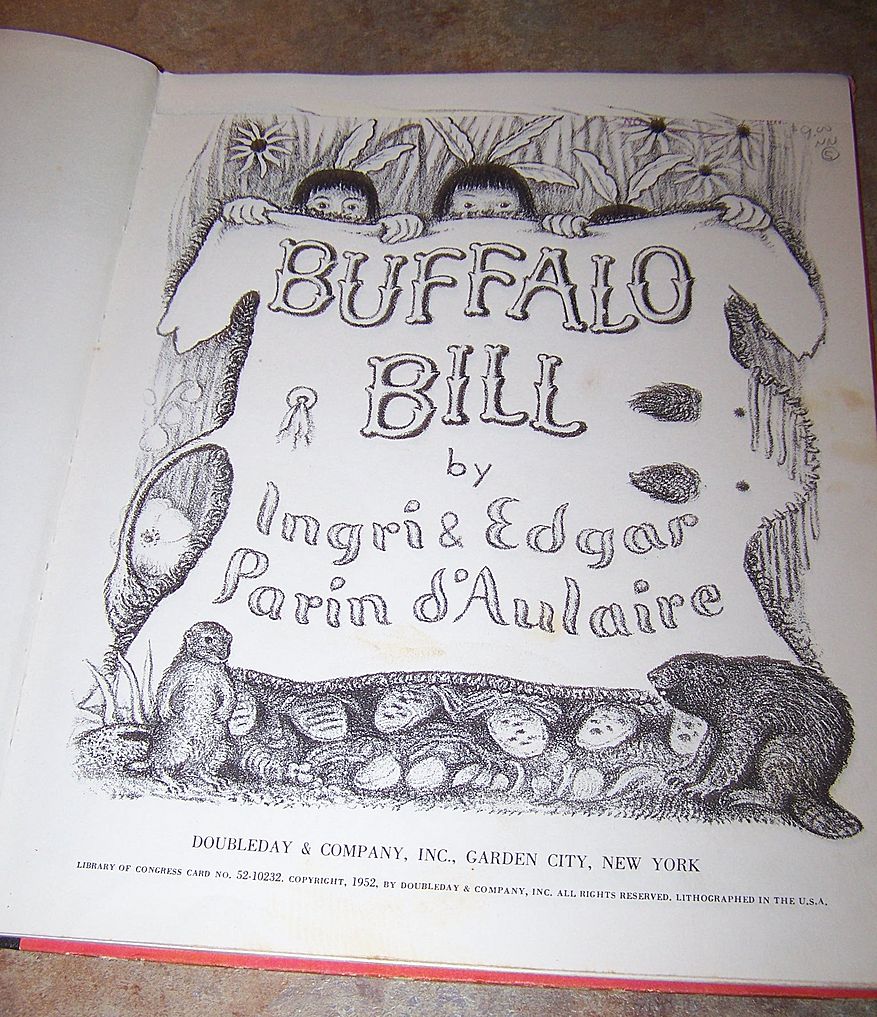 BUFFALO
BILL
by
Ingri & Edgar
Parin d'Aulaire
DOUBLEDAY & COMPANY, INC., GARDEN CITY, NEW YORK
LIBRARY OF CONGRESS CARD NO. 52-10232. COPYRIGHT, 1952, BY DOUBLEDAY & COMPANY, INC. ALL RIGHTS RESERVED. LITHOGRAPHED IN THE U.S.A.